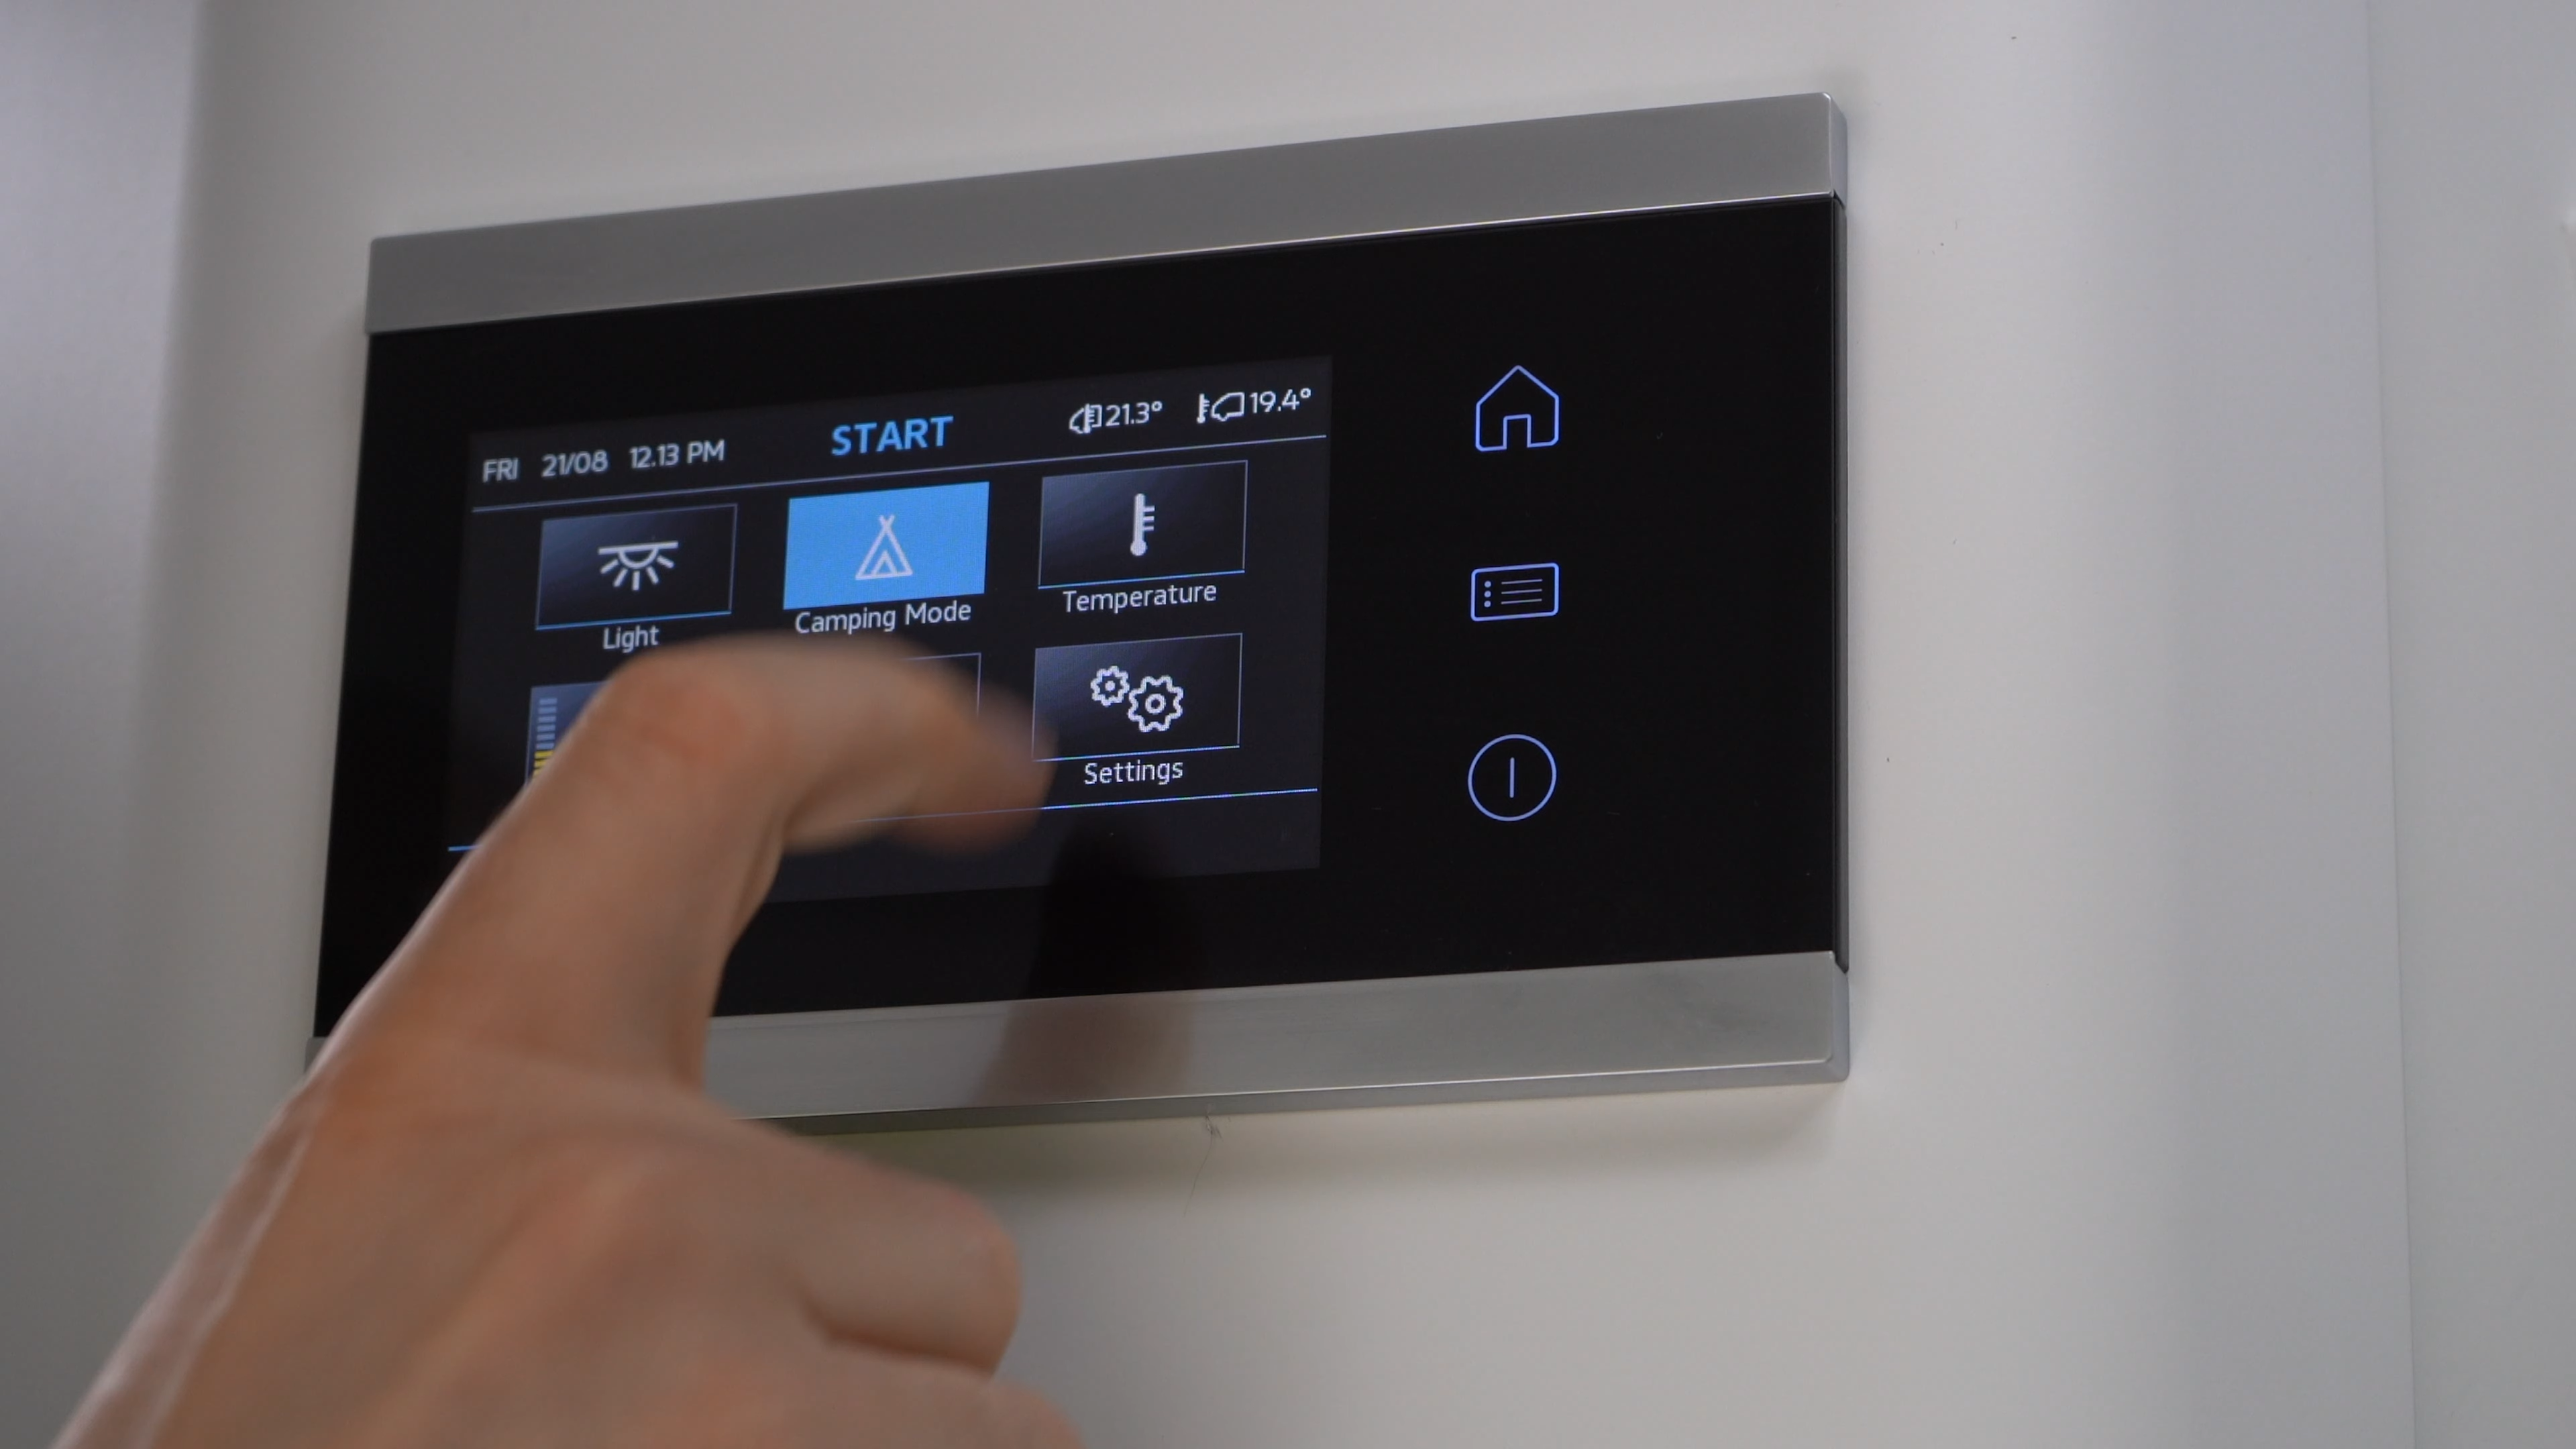 FRI 21/08 12.13 PM START 21.3° 19.4°
Light Camping Mode Temperature
Settings